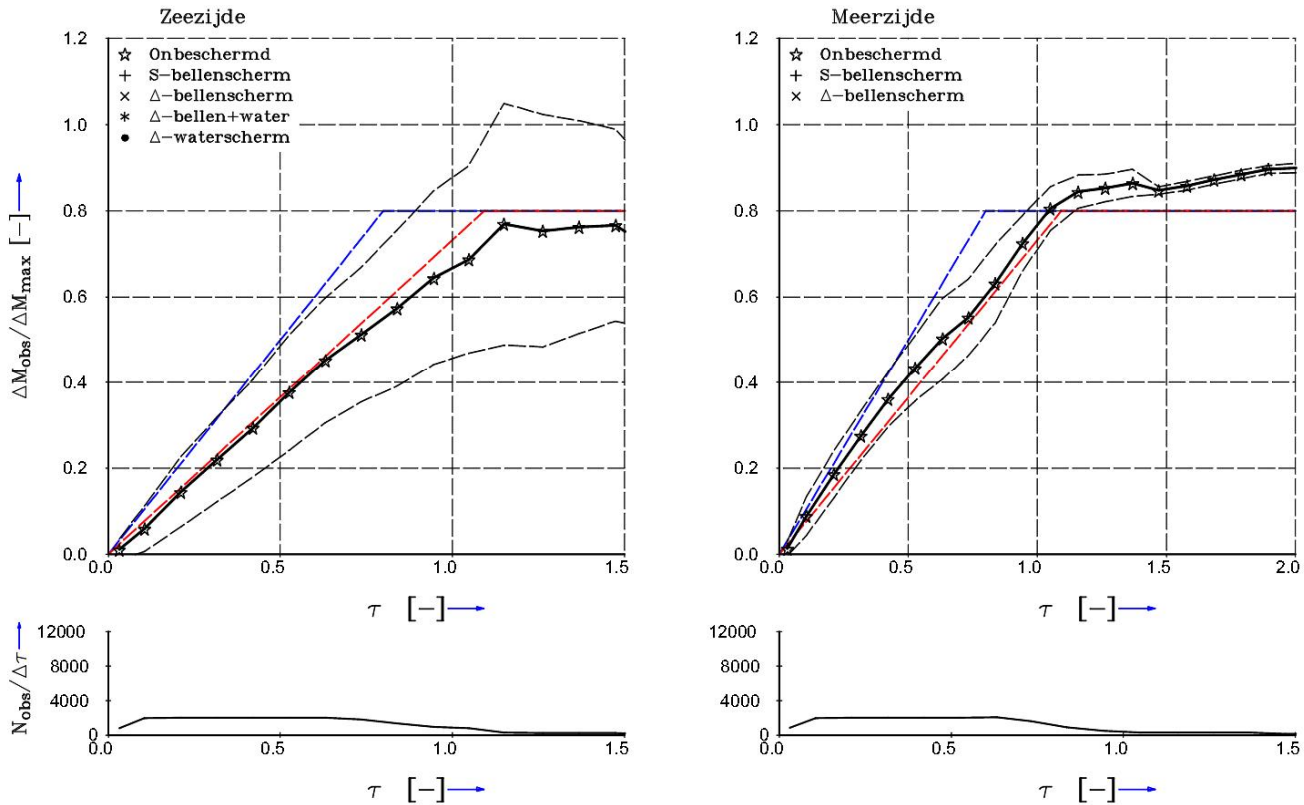 Zeezijde
1.2
1.0
0.8
0.6
0.4
0.2
0.0
ΔMobs/ΔMmax [–]
Onbeschermd
S–bellenscherm
Δ–bellenscherm
Δ–bellen+water
Δ–waterscherm
0.0 0.5 1.0 1.5
τ [–]
Meerzijde
1.2
1.0
0.8
0.6
0.4
0.2
0.0
Onbeschermd
S–bellenscherm
Δ–bellenscherm
0.0 0.5 1.0 1.5 2.0
τ [–]
Nobs/Δτ
12000
8000
4000
0
0.0 0.5 1.0 1.5
τ [–]
12000
8000
4000
0
0.0 0.5 1.0 1.5
τ [–]